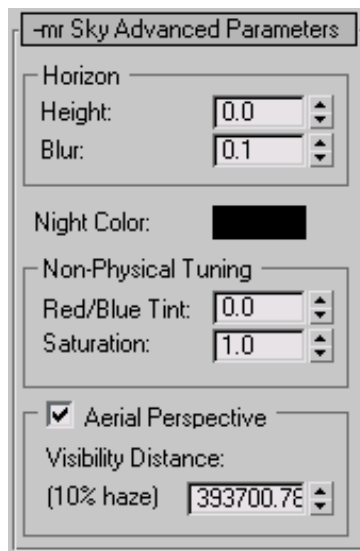 -mr Sky Advanced Parameters
Horizon
Height: 0.0
Blur: 0.1
Night Color:
Non-Physical Tuning
Red/Blue Tint: 0.0
Saturation: 1.0
Aerial Perspective
Visibility Distance:
(10% haze) 393700.78